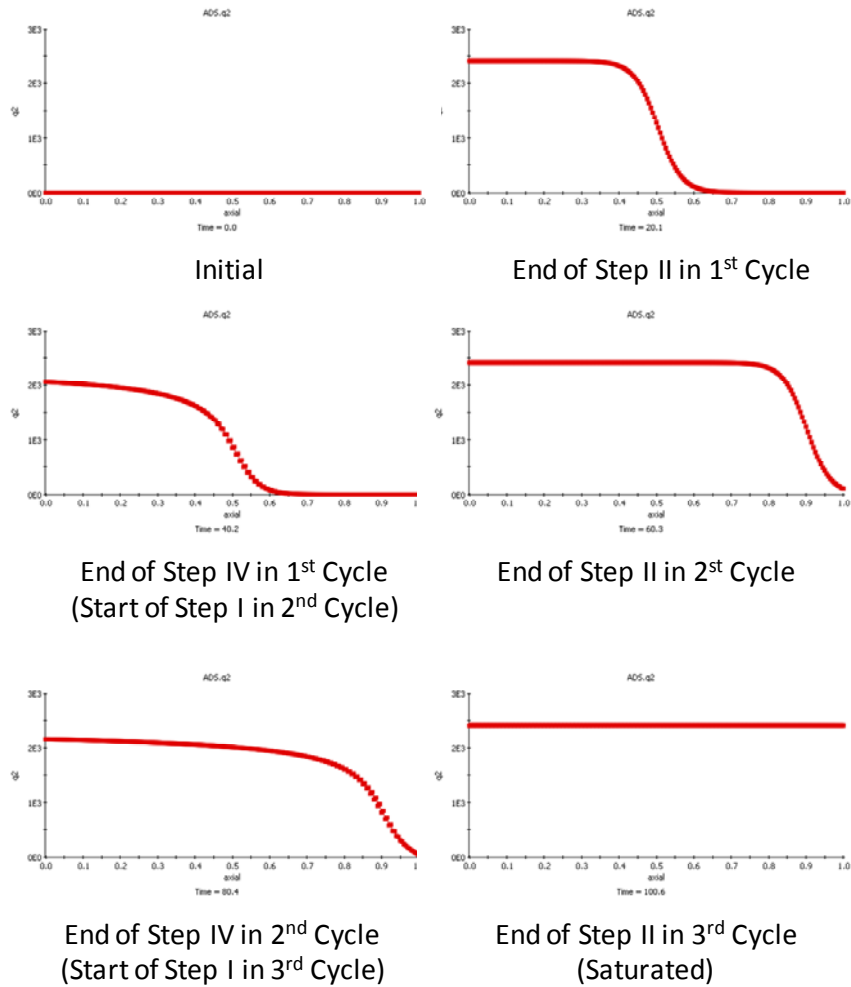 ADS.q2
3E3
2E3
q2
1E3
0E0
0.0 0.1 0.2 0.3 0.4 0.5 0.6 0.7 0.8 0.9 1.0
axial
Time = 0.0
Initial
ADS.q2
3E3
2E3
1E3
0E0
0.0 0.1 0.2 0.3 0.4 0.5 0.6 0.7 0.8 0.9 1.0
axial
Time = 20.1
End of Step II in 1st Cycle
ADS.q2
3E3
2E3
q2
1E3
0E0
0.0 0.1 0.2 0.3 0.4 0.5 0.6 0.7 0.8 0.9 1.
axial
Time = 40.2
End of Step IV in 1st Cycle
(Start of Step I in 2nd Cycle)
ADS.q2
3E3
2E3
q2
1E3
0E0
0.0 0.1 0.2 0.3 0.4 0.5 0.6 0.7 0.8 0.9 1.0
axial
Time = 60.3
End of Step II in 2st Cycle
ADS.q2
3E3
2E3
q2
1E3
0E0
0.0 0.1 0.2 0.3 0.4 0.5 0.6 0.7 0.8 0.9 1.
axial
Time = 80.4
End of Step IV in 2nd Cycle
(Start of Step I in 3rd Cycle)
ADS.q2
3E3
2E3
q2
1E3
0E0
0.0 0.1 0.2 0.3 0.4 0.5 0.6 0.7 0.8 0.9 1.0
axial
Time = 100.6
End of Step II in 3rd Cycle
(Saturated)